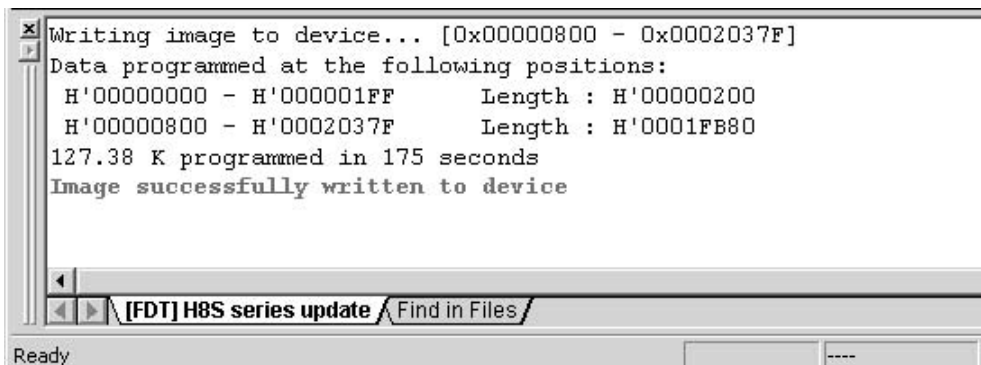 Writing image to device... [0x00000800 - 0x0002037F]
Data programmed at the following positions:
H'00000000 - H'000001FF Length : H'00000200
H'00000800 - H'0002037F Length : H'0001FB80
127.38 K programmed in 175 seconds
Image successfully written to device
[FDT] H8S series update Find in Files
Ready ----